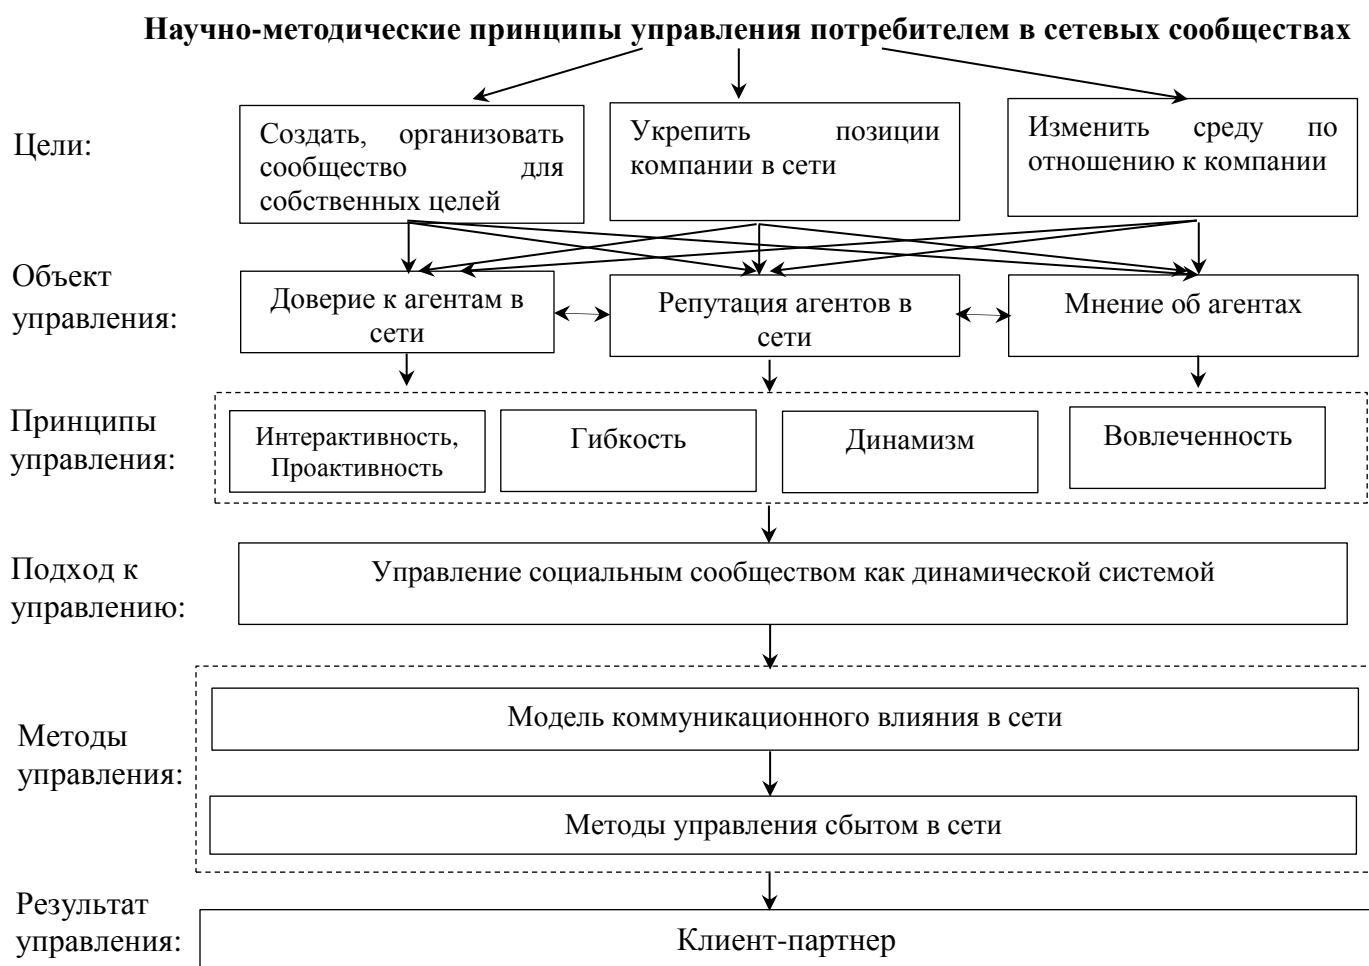 Научно-методические принципы управления потребителем в сетевых сообществах
Цели:
Создать, организовать
сообщество для
собственных целей
Укрепить позиции
компании в сети
Изменить среду по
отношению к компании
Объект
управления:
Доверие к агентам в
сети
Репутация агентов в
сети
Мнение об агентах
Принципы
управления:
Интерактивность,
Проактивность
Гибкость
Динамизм
Вовлеченность
Подход к
управлению:
Управление социальным сообществом как динамической системой
Методы
управления:
Модель коммуникационного влияния в сети
Методы управления сбытом в сети
Результат
управления:
Клиент-партнер